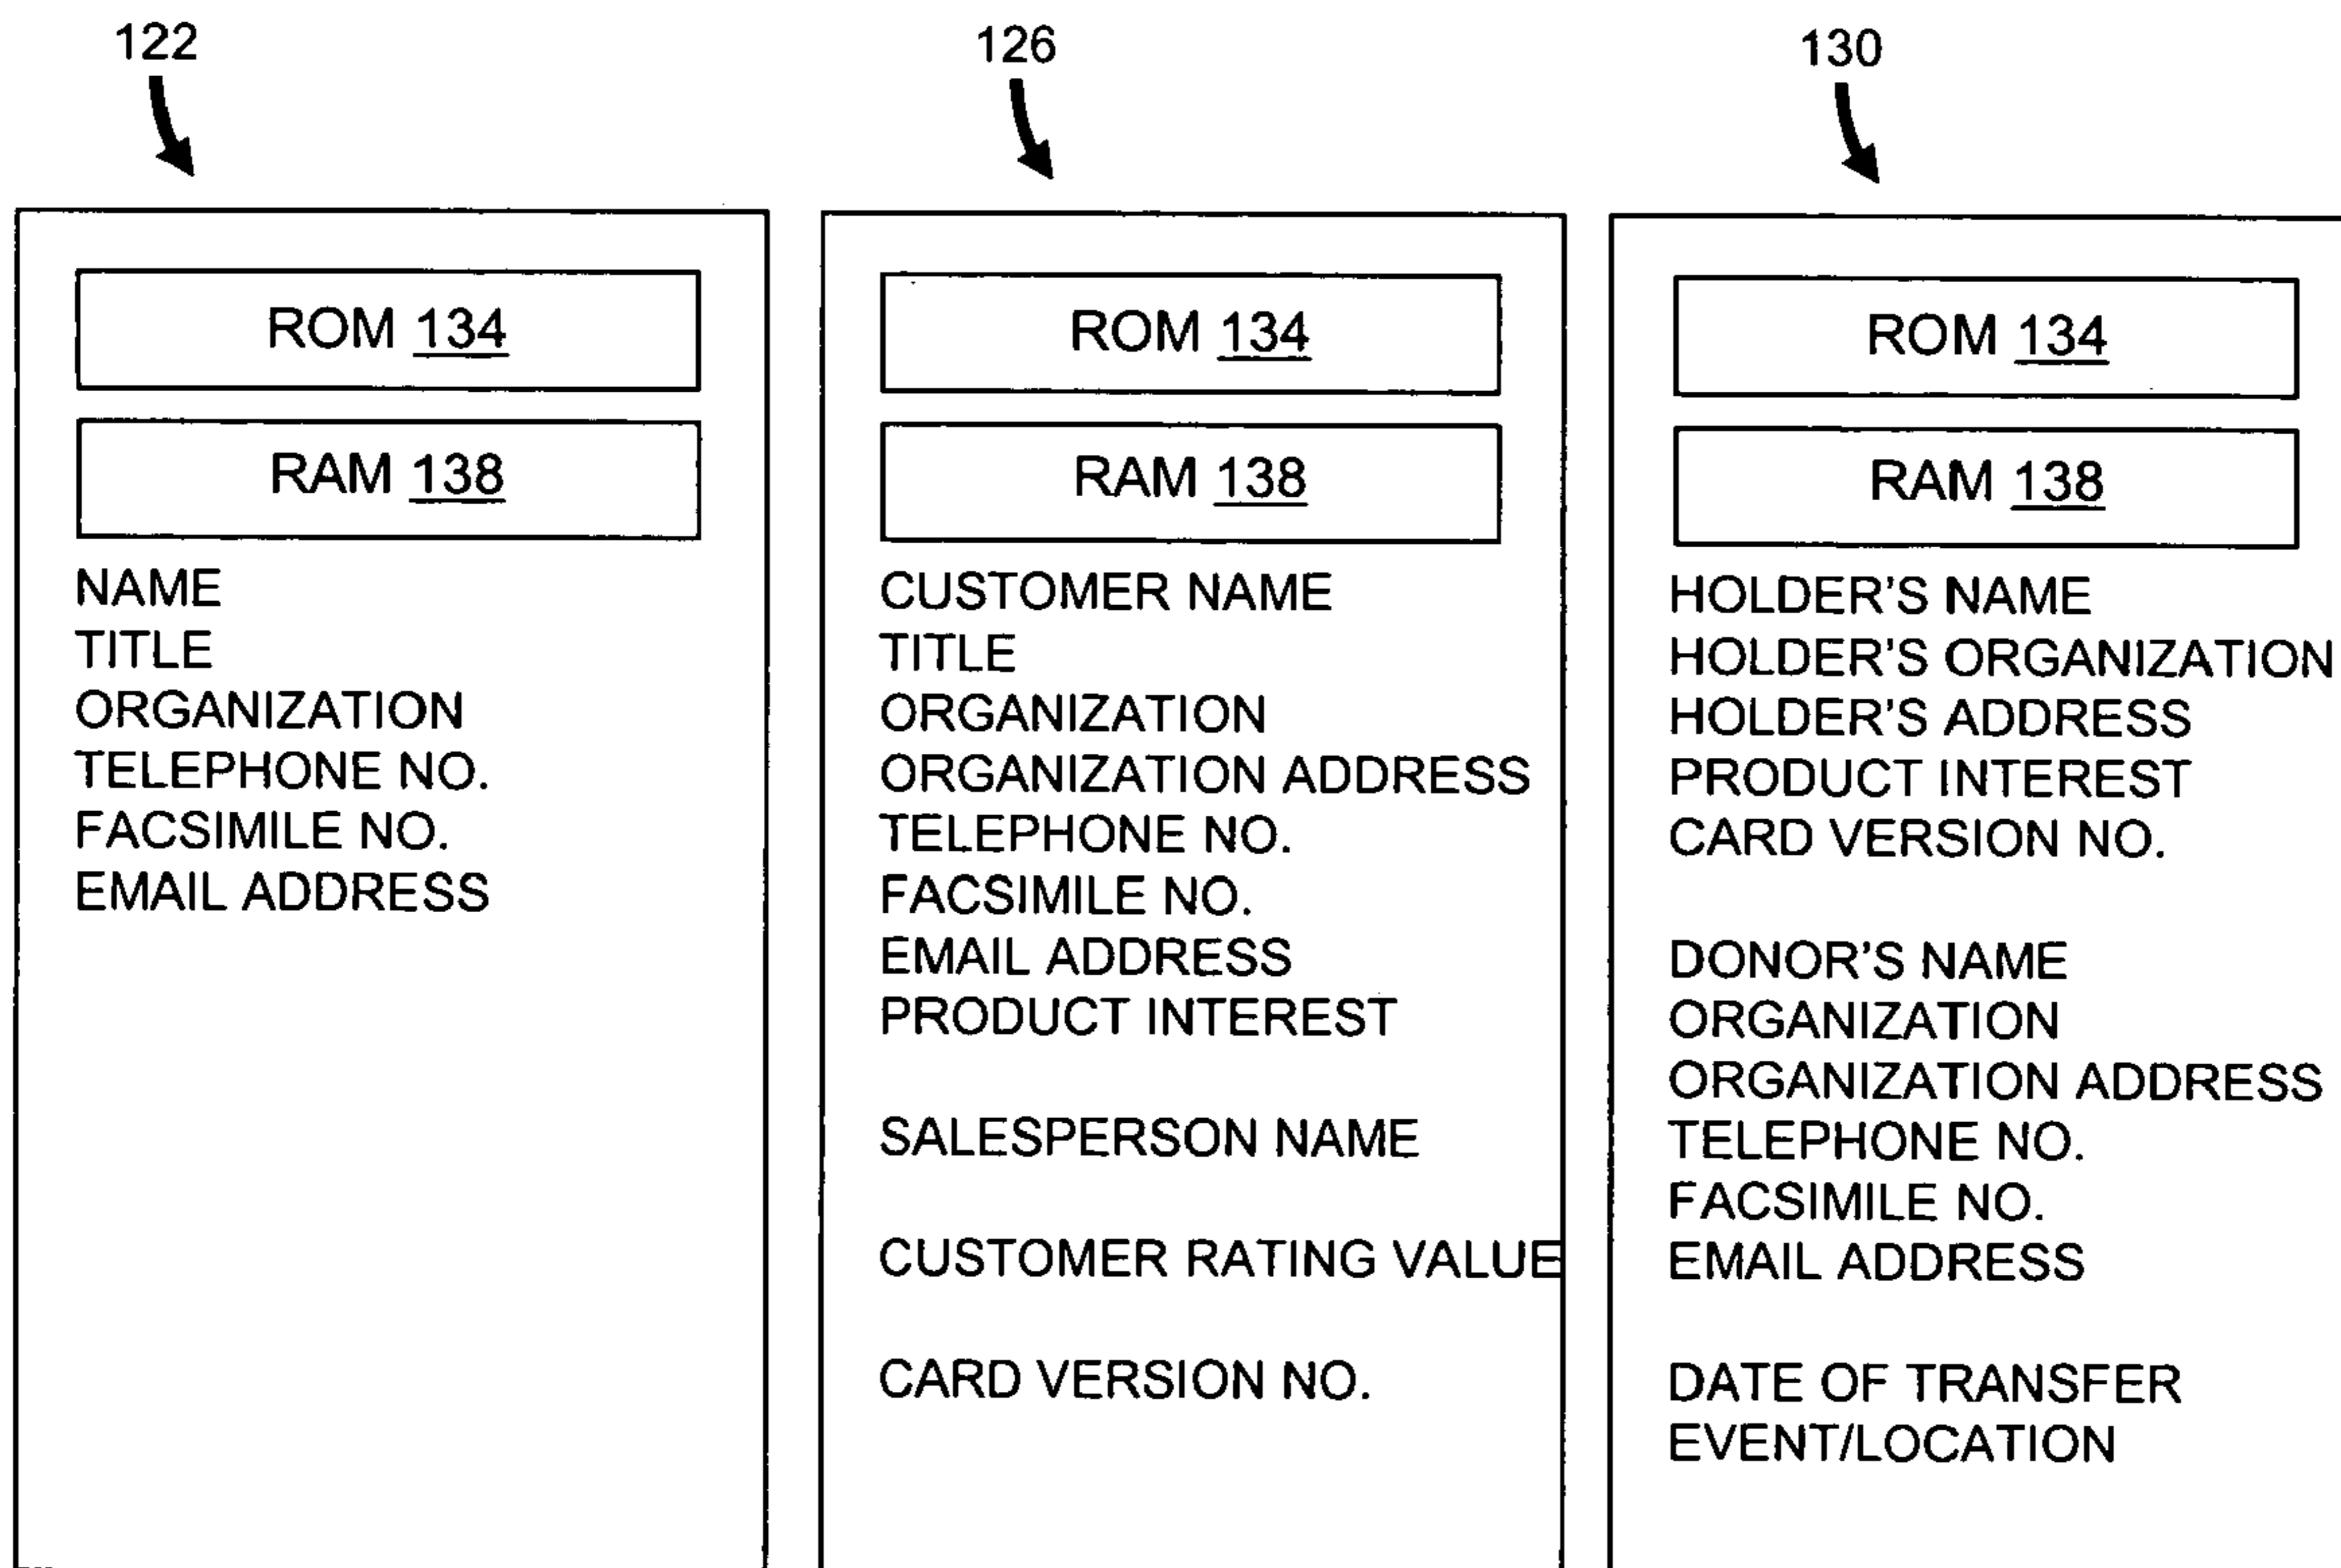 122
ROM 134
RAM 138
NAME
TITLE
ORGANIZATION
TELEPHONE NO.
FACSIMILE NO.
EMAIL ADDRESS
126
ROM 134
RAM 138
CUSTOMER NAME
TITLE
ORGANIZATION
ORGANIZATION ADDRESS
TELEPHONE NO.
FACSIMILE NO.
EMAIL ADDRESS
PRODUCT INTEREST
SALESPERSON NAME
CUSTOMER RATING VALUE
CARD VERSION NO.
130
ROM 134
RAM 138
HOLDER'S NAME
HOLDER'S ORGANIZATION
HOLDER'S ADDRESS
PRODUCT INTEREST
CARD VERSION NO.
DONOR'S NAME
ORGANIZATION
ORGANIZATION ADDRESS
TELEPHONE NO.
FACSIMILE NO.
EMAIL ADDRESS
DATE OF TRANSFER
EVENT/LOCATION